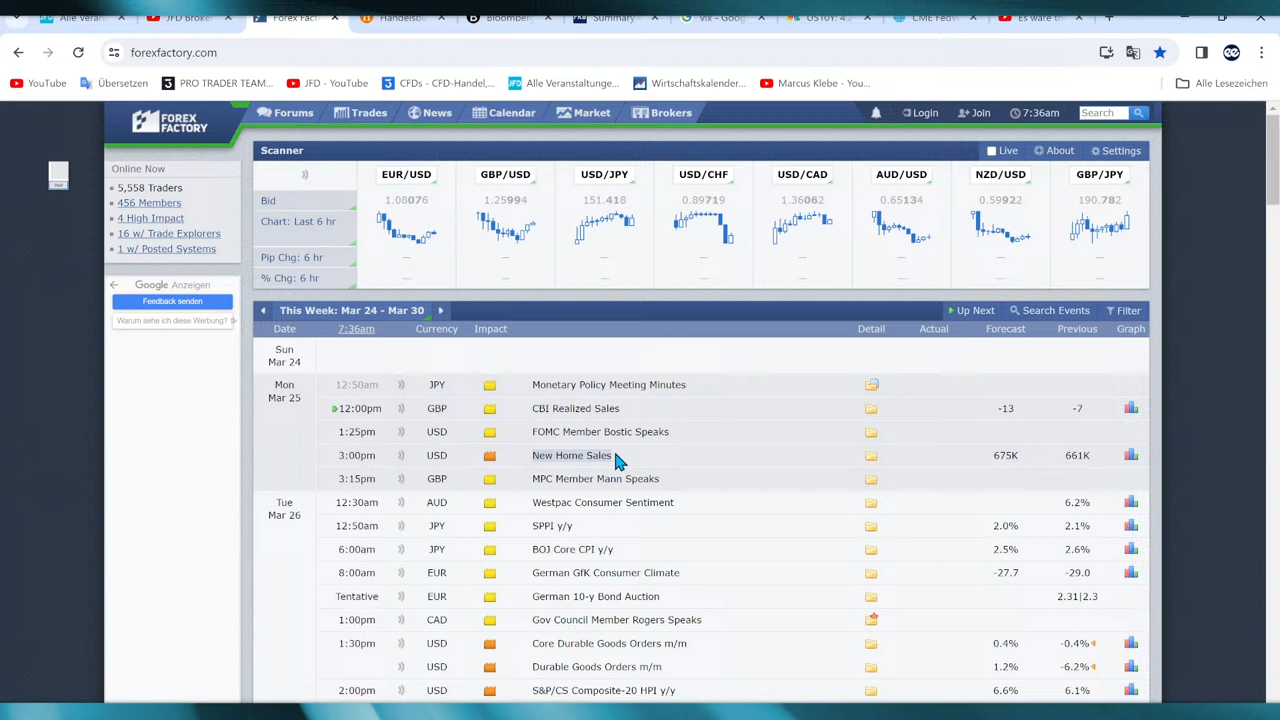 Alle Veran
JFD Broker
Forex Fac
Handelsb
Bloomber
Summary
Vix - Goog
US10Y: 4.2
CME FedW
Es ware th
forexfactory.com
YouTube
Übersetzen
PRO TRADER TEAM...
JFD - YouTube
CFDs - CFD-Handel,...
Alle Veranstaltunge...
Wirtschaftskalender...
Marcus Klebe - You...
Alle Lesezeichen
FOREX FACTORY
Forums Trades News Calendar Market Brokers
Login Join 7:36am Search
Online Now
5,558 Traders
456 Members
4 High Impact
16 w/ Trade Explorers
1 w/ Posted Systems
Google Anzeigen
Feedback senden
Warum sehe ich diese Werbung?
Scanner Live About Settings
EUR/USD GBP/USD USD/JPY USD/CHF USD/CAD AUD/USD NZD/USD GBP/JPY
Bid 1.08076 1.25994 151.418 0.89719 1.36062 0.65134 0.59922 190.782
Chart: Last 6 hr
Pip Chg: 6 hr — — — — — — — —
% Chg: 6 hr — — — — — — — —
This Week: Mar 24 - Mar 30 Up Next Search Events Filter
Date 7:36am Currency Impact Detail Actual Forecast Previous Graph
Sun
Mar 24
Mon
Mar 25
12:50am JPY Monetary Policy Meeting Minutes
12:00pm GBP CBI Realized Sales -13 -7
1:25pm USD FOMC Member Bostic Speaks
3:00pm USD New Home Sales 675K 661K
3:15pm GBP MPC Member Mann Speaks
Tue
Mar 26
12:30am AUD Westpac Consumer Sentiment 6.2%
12:50am JPY SPPI y/y 2.0% 2.1%
6:00am JPY BOJ Core CPI y/y 2.5% 2.6%
8:00am EUR German GfK Consumer Climate -27.7 -29.0
Tentative EUR German 10-y Bond Auction 2.31|2.3
1:00pm CAD Gov Council Member Rogers Speaks
1:30pm USD Core Durable Goods Orders m/m 0.4% -0.4%
USD Durable Goods Orders m/m 1.2% -6.2%
2:00pm USD S&P/CS Composite-20 HPI y/y 6.6% 6.1%